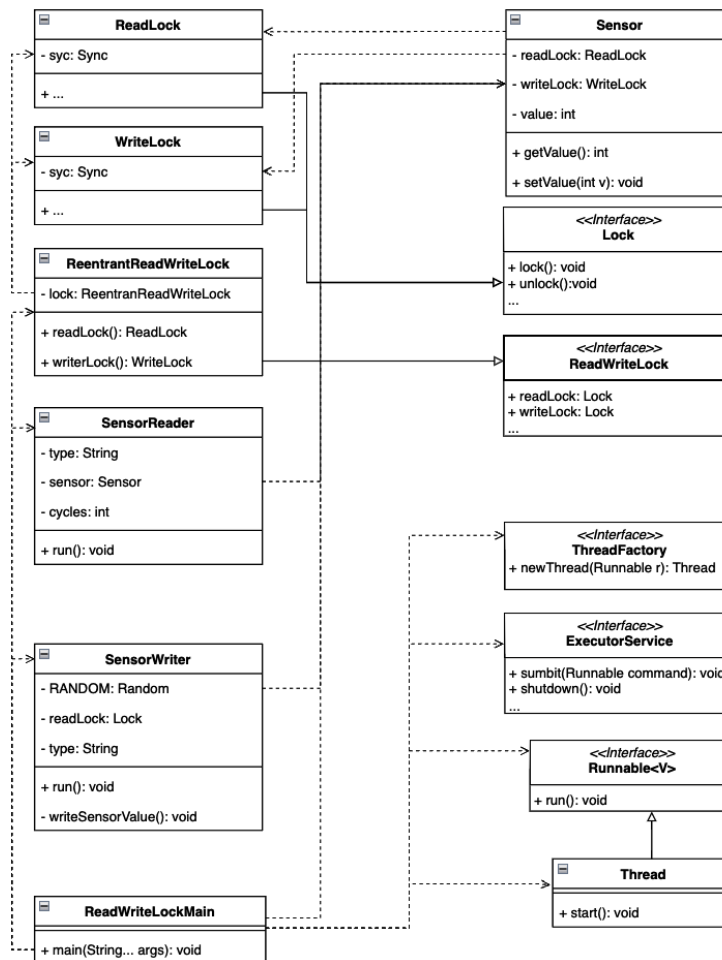 ReadLock
- syc: Sync
+ ...
WriteLock
- syc: Sync
+ ...
ReentrantReadWriteLock
- lock: ReentranReadWriteLock
+ readLock(): ReadLock
+ writerLock(): WriteLock
SensorReader
- type: String
- sensor: Sensor
- cycles: int
+ run(): void
SensorWriter
- RANDOM: Random
- readLock: Lock
- type: String
+ run(): void
- writeSensorValue(): void
ReadWriteLockMain
+ main(String... args): void
Sensor
- readLock: ReadLock
- writeLock: WriteLock
- value: int
+ getValue(): int
+ setValue(int v): void
<<Interface>>
Lock
+ lock(): void
+ unlock():void
...
<<Interface>>
ReadWriteLock
+ readLock: Lock
+ writeLock: Lock
...
<<Interface>>
ThreadFactory
+ newThread(Runnable r): Thread
<<Interface>>
ExecutorService
+ sumbit(Runnable command): void
+ shutdown(): void
...
<<Interface>>
Runnable<V>
+ run(): void
Thread
+ start(): void